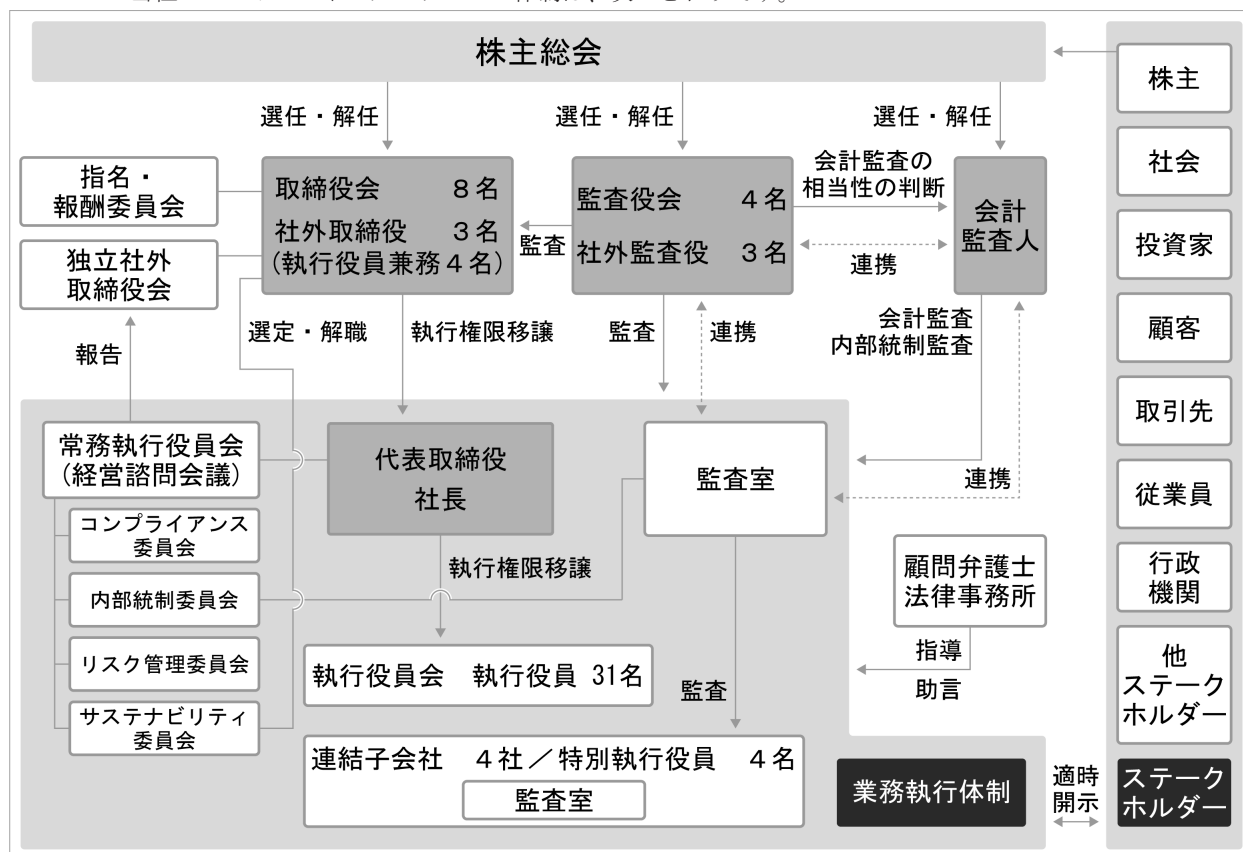 株主総会
選任・解任
選任・解任
選任・解任
指名・
報酬委員会
独立社外
取締役会
取締役会 8名
社外取締役 3名
(執行役員兼務4名)
監査
監査役会 4名
社外監査役 3名
会計監査の
相当性の判断
連携
会計
監査人
報告
選定・解職
執行権限移譲
監査
連携
会計監査
内部統制監査
連携
常務執行役員会
(経営諮問会議)
コンプライアンス
委員会
内部統制委員会
リスク管理委員会
サステナビリティ
委員会
代表取締役
社長
執行権限移譲
監査室
監査
執行役員会 執行役員 31名
連結子会社 4社/特別執行役員 4名
監査室
顧問弁護士
法律事務所
指導
助言
業務執行体制
適時
開示
株主
社会
投資家
顧客
取引先
従業員
行政
機関
他
ステーク
ホルダー
ステーク
ホルダー